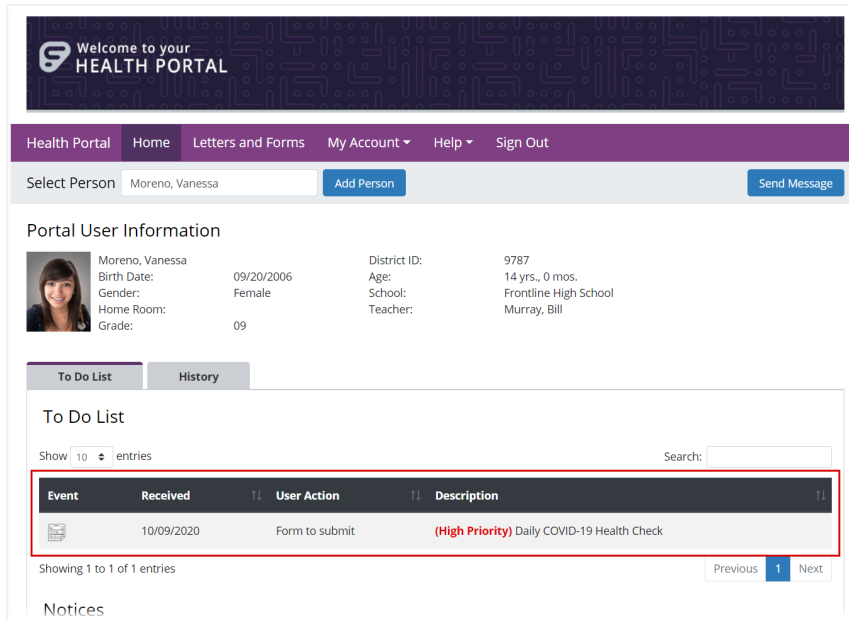 Welcome to your
HEALTH PORTAL
Health Portal Home Letters and Forms My Account Help Sign Out
Select Person Moreno, Vanessa Add Person Send Message
Portal User Information
Moreno, Vanessa District ID: 9787
Birth Date: 09/20/2006 Age: 14 yrs., 0 mos.
Gender: Female School: Frontline High School
Home Room: Teacher: Murray, Bill
Grade: 09
To Do List History
To Do List
Show 10 entries Search:
Event Received User Action Description
10/09/2020 Form to submit (High Priority) Daily COVID-19 Health Check
Showing 1 to 1 of 1 entries Previous 1 Next
Notices